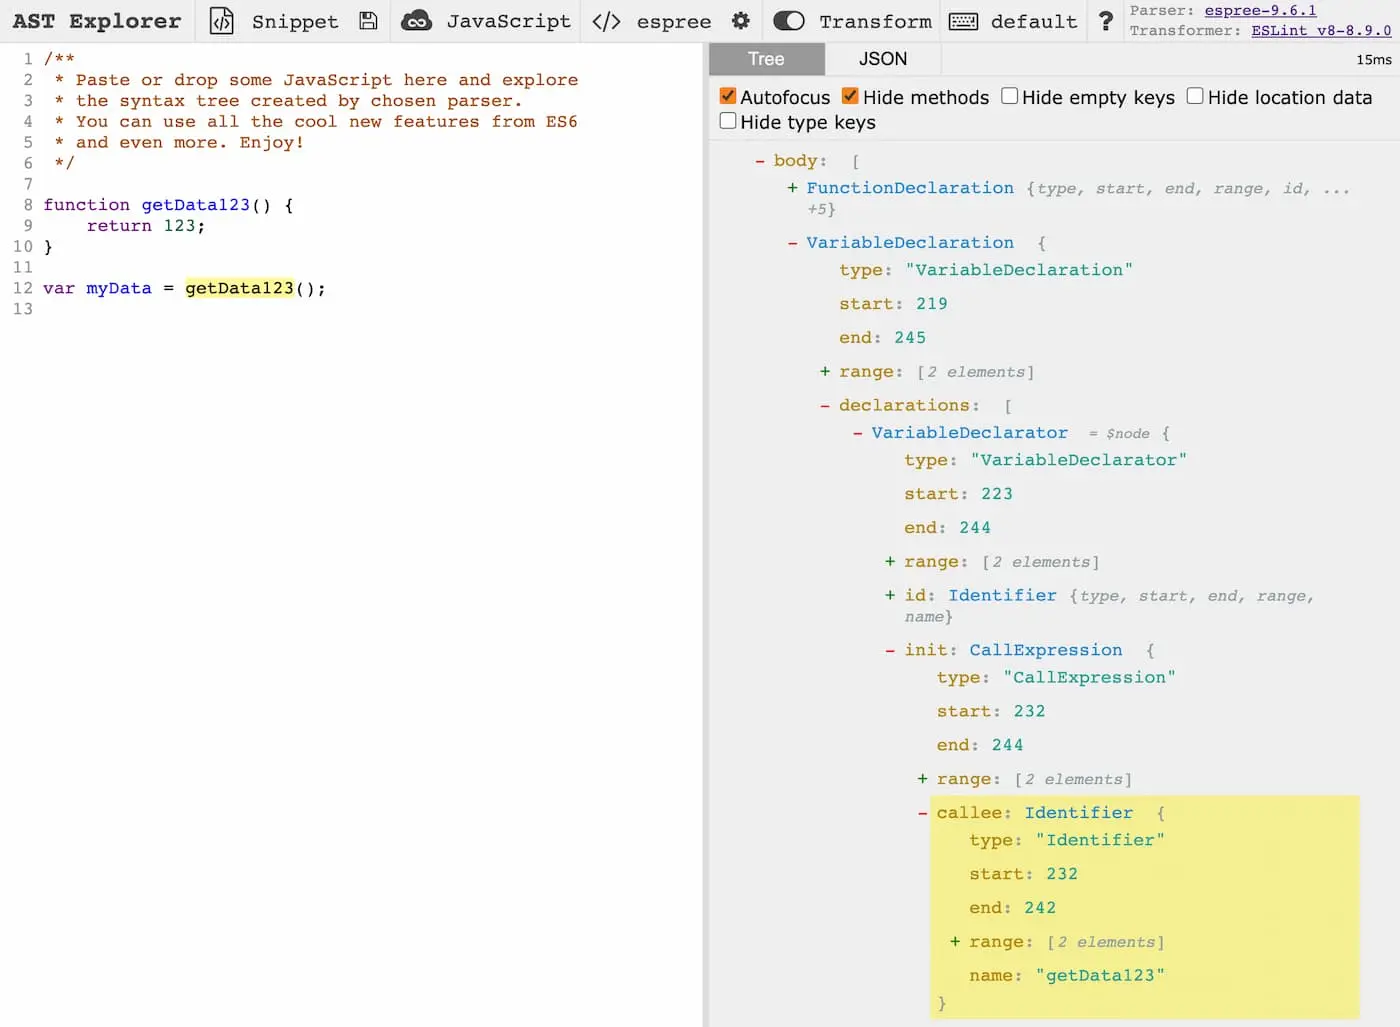 AST Explorer Snippet JavaScript </> espree Transform default ? Parser: espree-9.6.1
Transformer: ESLint v8-8.9.0
1 /**
2 * Paste or drop some JavaScript here and explore
3 * the syntax tree created by chosen parser.
4 * You can use all the cool new features from ES6
5 * and even more. Enjoy!
6 */
7
8 function getData123() {
9 return 123;
10 }
11
12 var myData = getData123();
13
Tree JSON 15ms
Autofocus Hide methods Hide empty keys Hide location data
Hide type keys
- body: [
+ FunctionDeclaration {type, start, end, range, id, ...
+5}
- VariableDeclaration {
type: "VariableDeclaration"
start: 219
end: 245
+ range: [2 elements]
- declarations: [
- VariableDeclarator = $node {
type: "VariableDeclarator"
start: 223
end: 244
+ range: [2 elements]
+ id: Identifier {type, start, end, range,
name}
- init: CallExpression {
type: "CallExpression"
start: 232
end: 244
+ range: [2 elements]
- callee: Identifier {
type: "Identifier"
start: 232
end: 242
+ range: [2 elements]
name: "getData123"
}